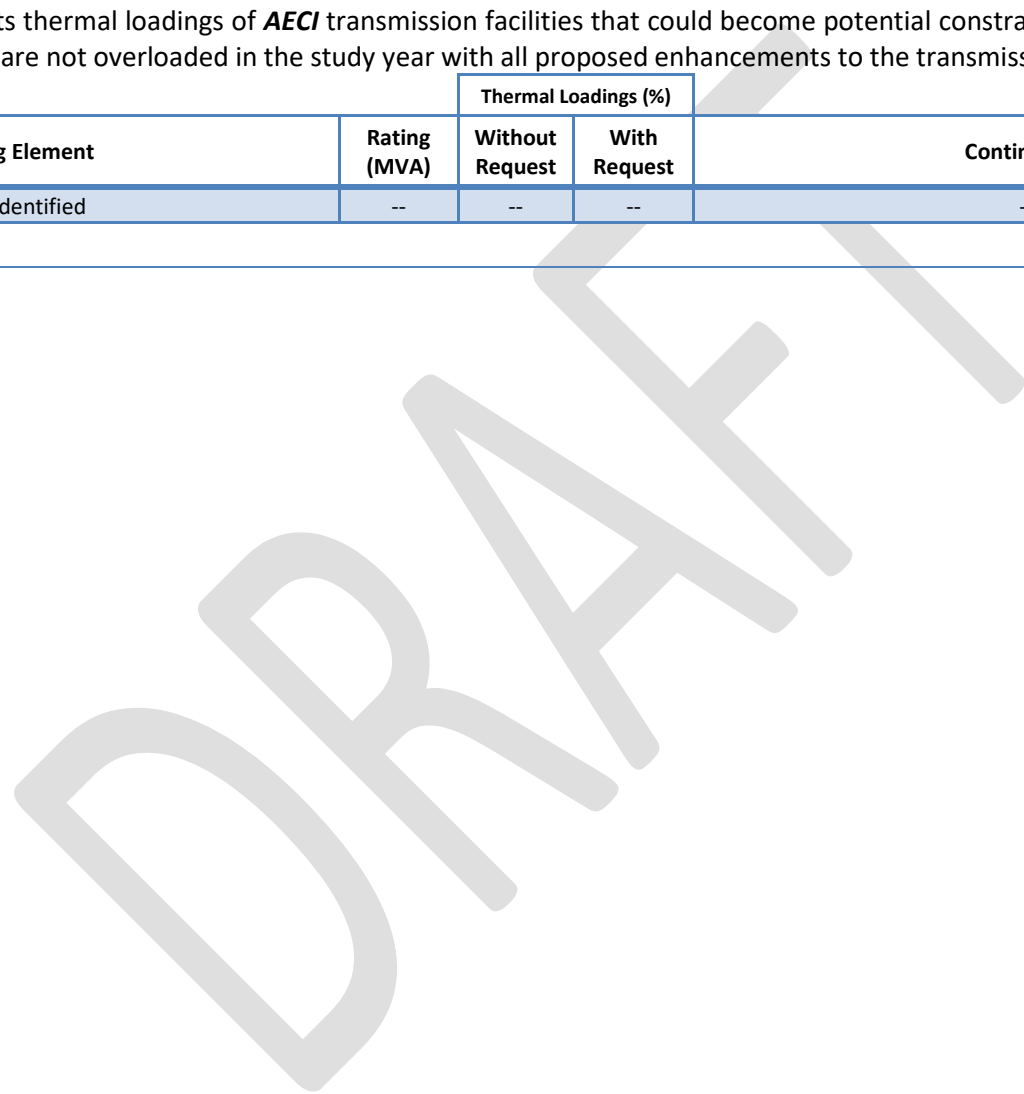 ts thermal loadings of AECI transmission facilities that could become potential constra
are not overloaded in the study year with all proposed enhancements to the transmiss
Thermal Loadings (%)
g Element Rating (MVA) Without Request With Request Contin
dentified -- -- -- -
DRAFT